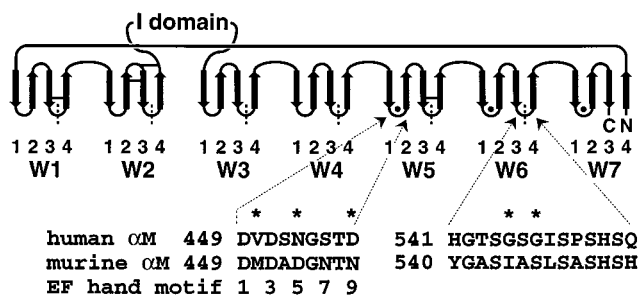 I domain
C N
1 2 3 4 1 2 3 4 1 2 3 4 1 2 3 4 1 2 3 4 1 2 3 4 1 2 3 4
W1 W2 W3 W4 W5 W6 W7
* * * * *
human αM 449 DVDSNGSTD 541 HGTSGSGISPSHSQ
murine αM 449 DMDADGNTN 540 YGASIASLSASHSH
EF hand motif 1 3 5 7 9